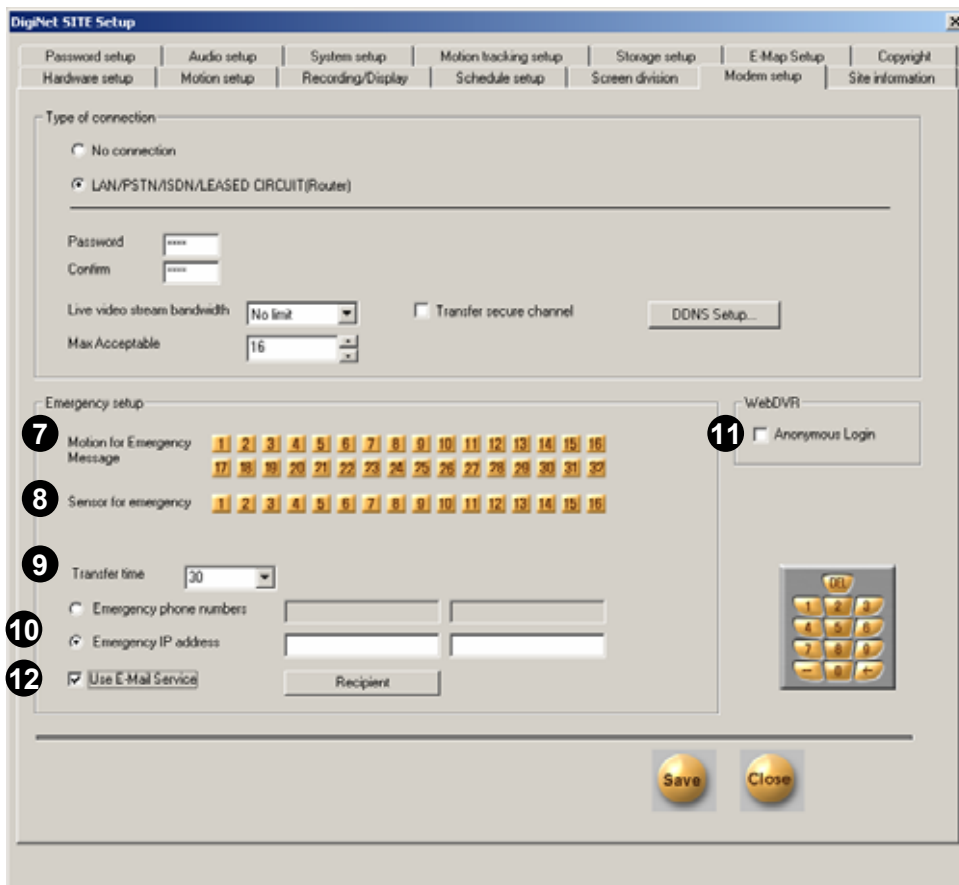 DigiNet SITE Setup
Password setup Audio setup System setup Motion tracking setup Storage setup E-Map Setup Copyright
Hardware setup Motion setup Recording/Display Schedule setup Screen division Modem setup Site information
Type of connection
No connection
LAN/PSTN/ISDN/LEASED CIRCUIT(Router)
Password ****
Confirm ****
Live video stream bandwidth No limit Transfer secure channel DDNS Setup...
Max Acceptable 16
Emergency setup
7 Motion for Emergency Message
1 2 3 4 5 6 7 8 9 10 11 12 13 14 15 16
17 18 19 20 21 22 23 24 25 26 27 28 29 30 31 32
8 Sensor for emergency 1 2 3 4 5 6 7 8 9 10 11 12 13 14 15 16
9 Transfer time 30
Emergency phone numbers
10 Emergency IP address
12 Use E-Mail Service Recipient
WebDVR
11 Anonymous Login
DEL
1 2 3
4 5 6
7 8 9
- 0 ←
Save Close